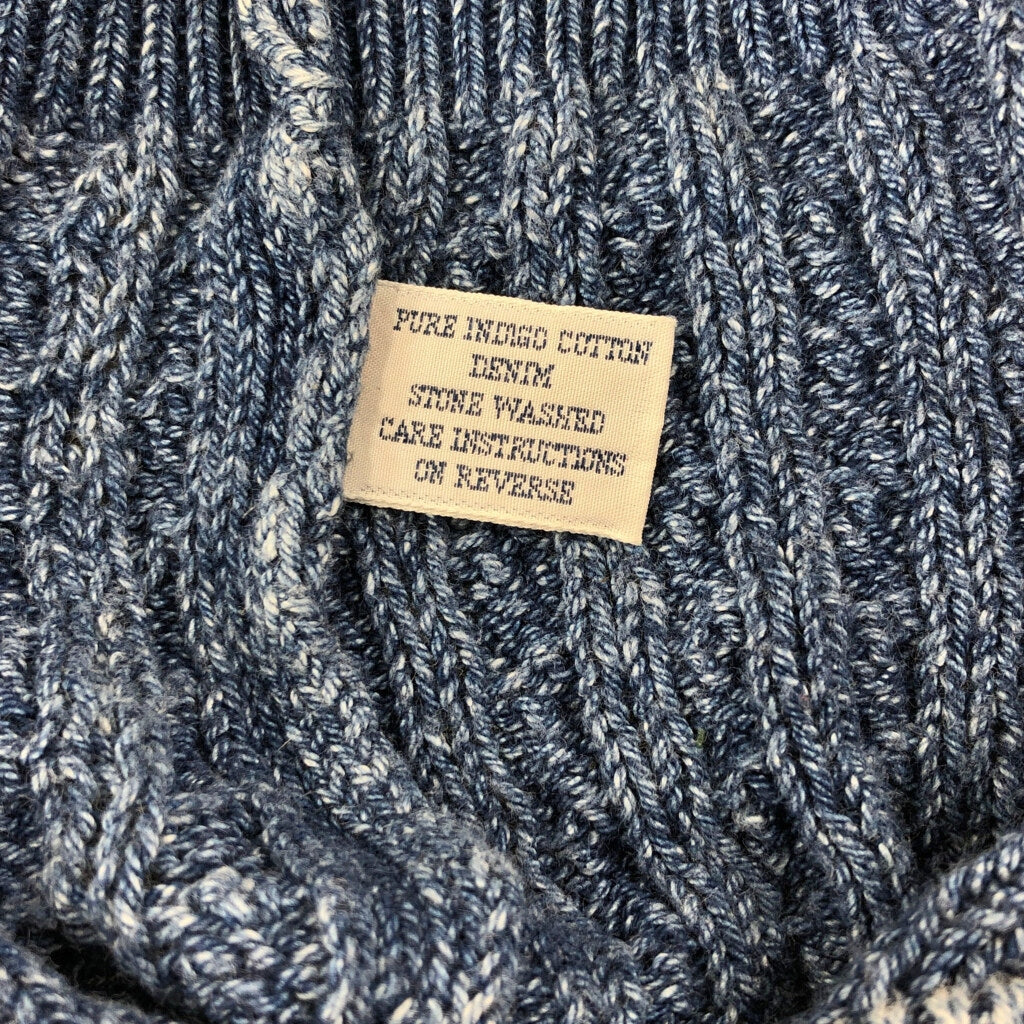 PURE INDIGO COTTON
DENIM
STONE WASHED
CARE INSTRUCTIONS
ON REVERSE